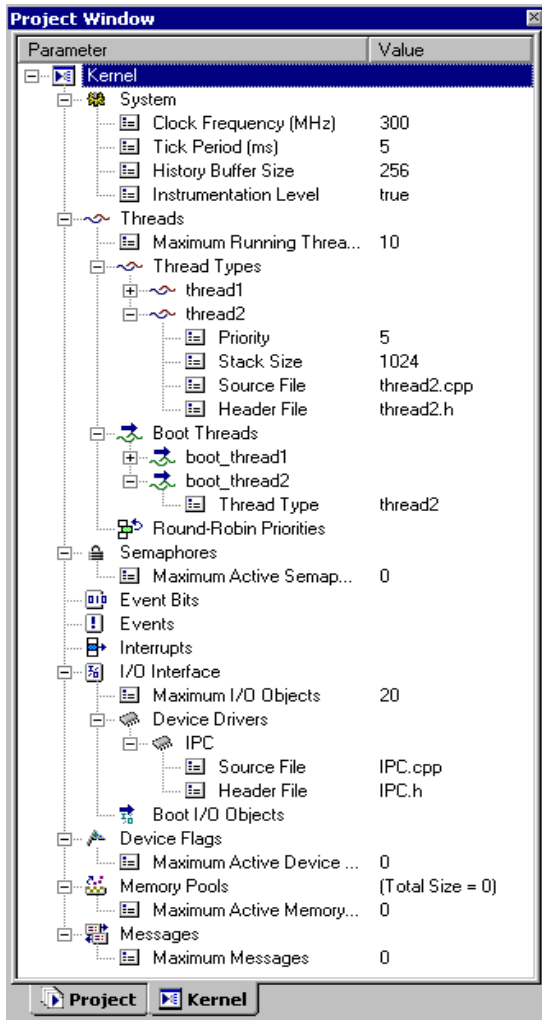 Project Window
Parameter Value
Kernel
System
Clock Frequency (MHz) 300
Tick Period (ms) 5
History Buffer Size 256
Instrumentation Level true
Threads
Maximum Running Threa... 10
Thread Types
thread1
thread2
Priority 5
Stack Size 1024
Source File thread2.cpp
Header File thread2.h
Boot Threads
boot_thread1
boot_thread2
Thread Type thread2
Round-Robin Priorities
Semaphores
Maximum Active Semap... 0
Event Bits
Events
Interrupts
I/O Interface
Maximum I/O Objects 20
Device Drivers
IPC
Source File IPC.cpp
Header File IPC.h
Boot I/O Objects
Device Flags
Maximum Active Device ... 0
Memory Pools (Total Size = 0)
Maximum Active Memory... 0
Messages
Maximum Messages 0
Project Kernel